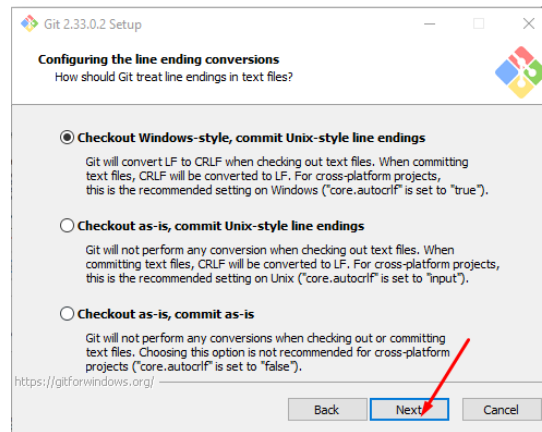 Git 2.33.0.2 Setup
Configuring the line ending conversions
How should Git treat line endings in text files?
Checkout Windows-style, commit Unix-style line endings
Git will convert LF to CRLF when checking out text files. When committing
text files, CRLF will be converted to LF. For cross-platform projects,
this is the recommended setting on Windows ("core.autocrlf" is set to "true").
Checkout as-is, commit Unix-style line endings
Git will not perform any conversion when checking out text files. When
committing text files, CRLF will be converted to LF. For cross-platform projects,
this is the recommended setting on Unix ("core.autocrlf" is set to "input").
Checkout as-is, commit as-is
Git will not perform any conversions when checking out or committing
text files. Choosing this option is not recommended for cross-platform
projects ("core.autocrlf" is set to "false").
https://gitforwindows.org/
Back Next Cancel